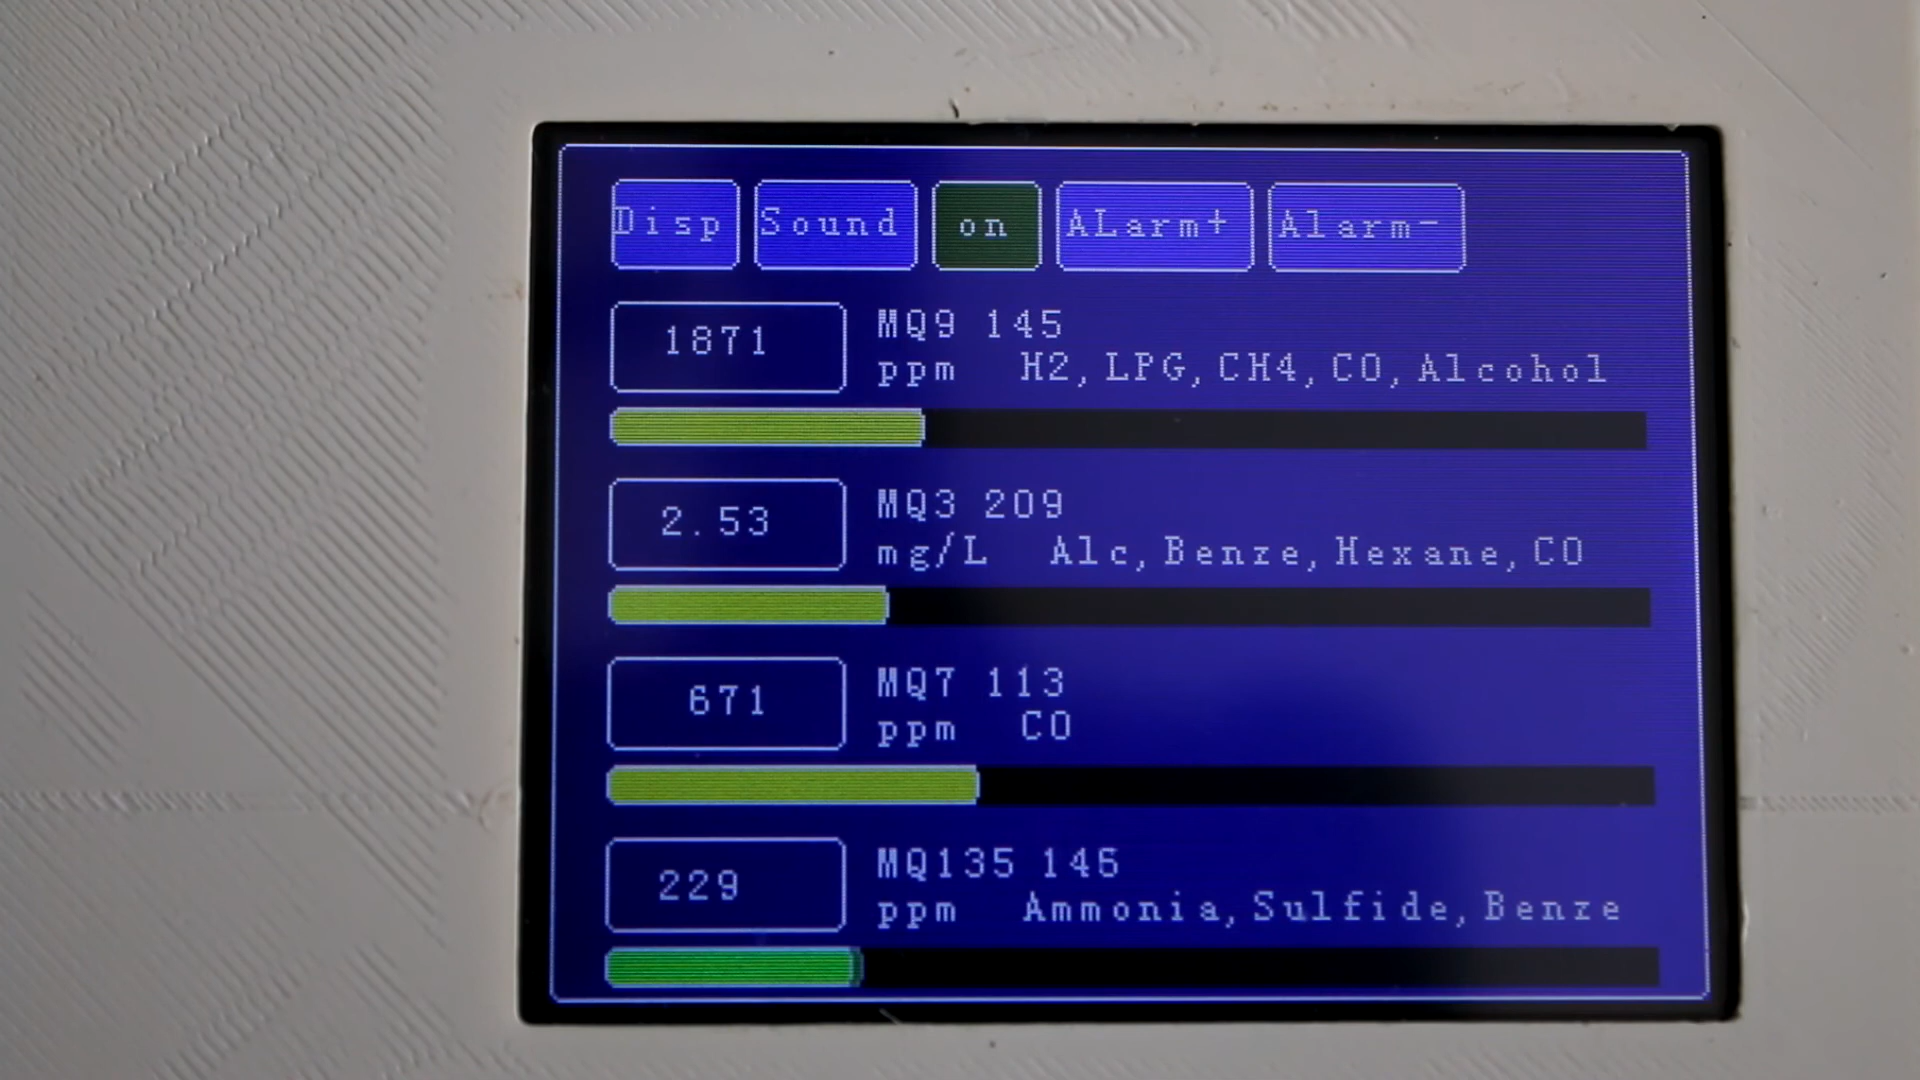 Disp Sound on ALarm+ Alarm-
1871 MQ9 145
ppm H2,LPG,CH4,CO,Alcohol
2.53 MQ3 209
mg/L Alc,Benze,Hexane,CO
671 MQ7 113
ppm CO
229 MQ135 146
ppm Ammonia,Sulfide,Benze